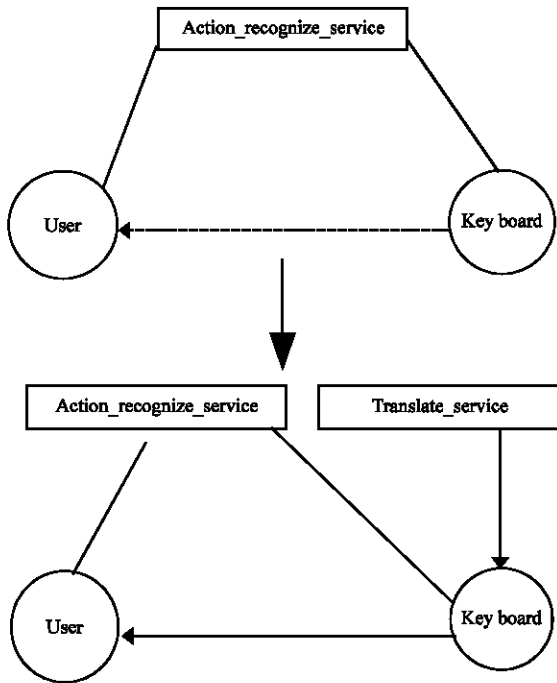 Action_recognize_service
User
Key board
Action_recognize_service
Translate_service
User
Key board